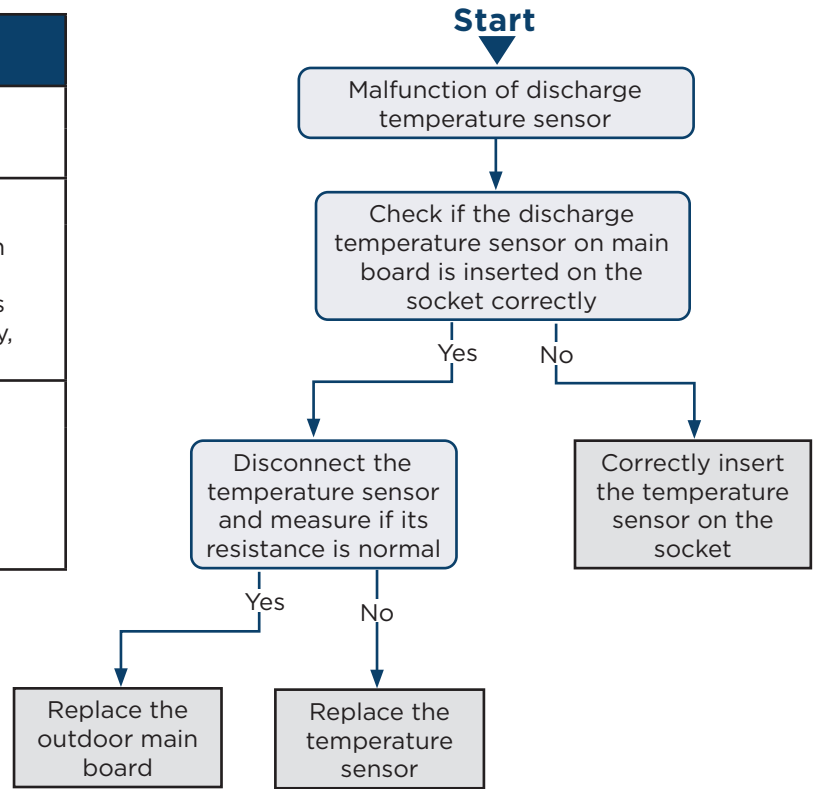 Start
Malfunction of discharge
temperature sensor
Check if the discharge
temperature sensor on main
board is inserted on the
socket correctly
Yes
No
Disconnect the
temperature sensor
and measure if its
resistance is normal
Correctly insert
the temperature
sensor on the
socket
Yes
No
Replace the
outdoor main
board
Replace the
temperature
sensor